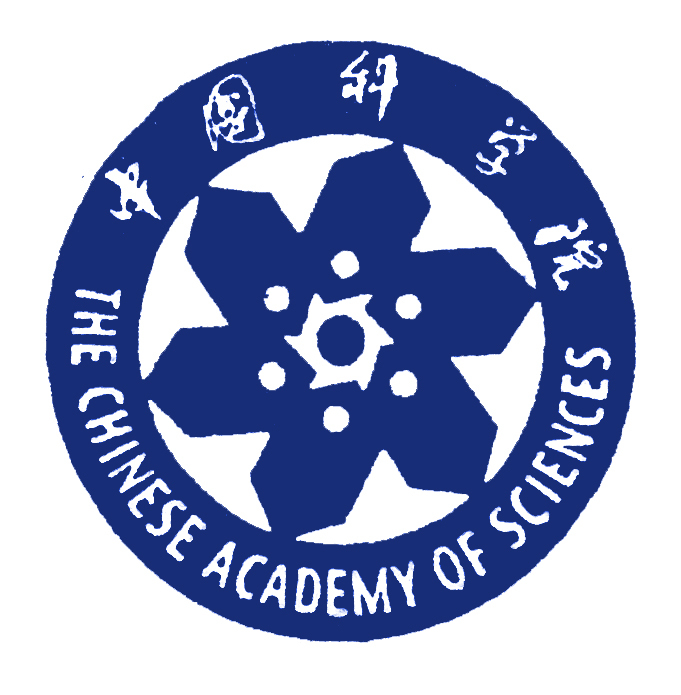 中国科学院
THE CHINESE ACADEMY OF SCIENCES